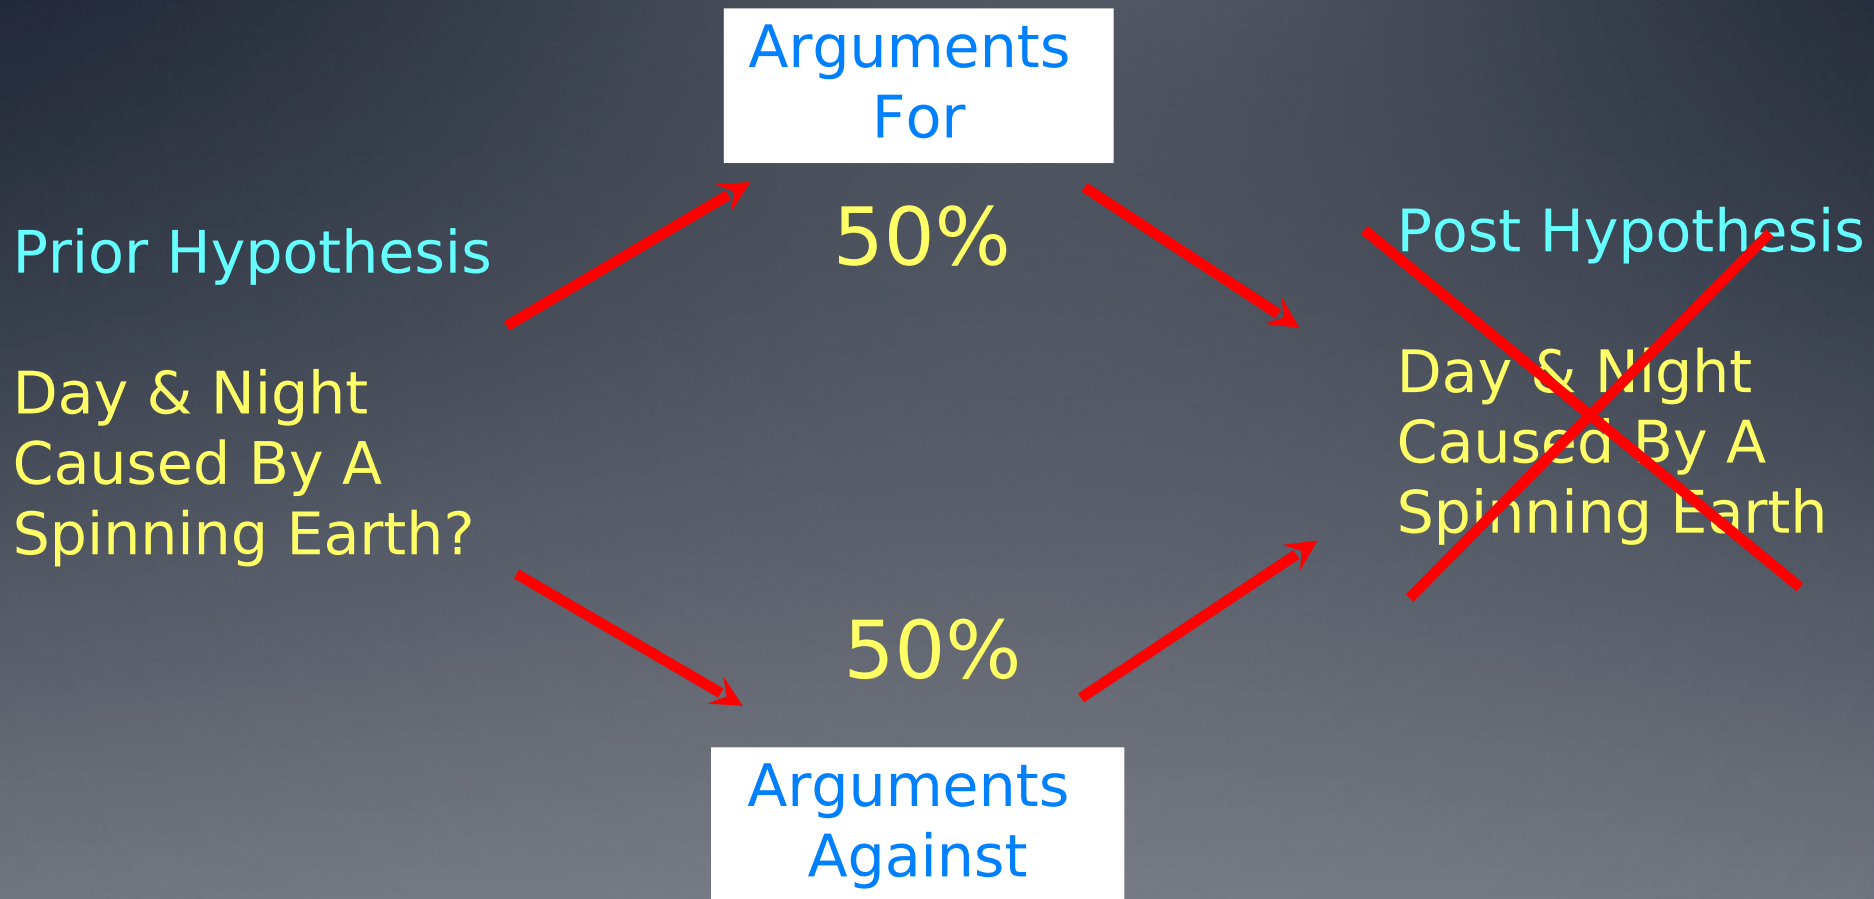 Arguments
For
50%
Prior Hypothesis
Day & Night
Caused By A
Spinning Earth?
Post Hypothesis
Day & Night
Caused By A
Spinning Earth
50%
Arguments
Against